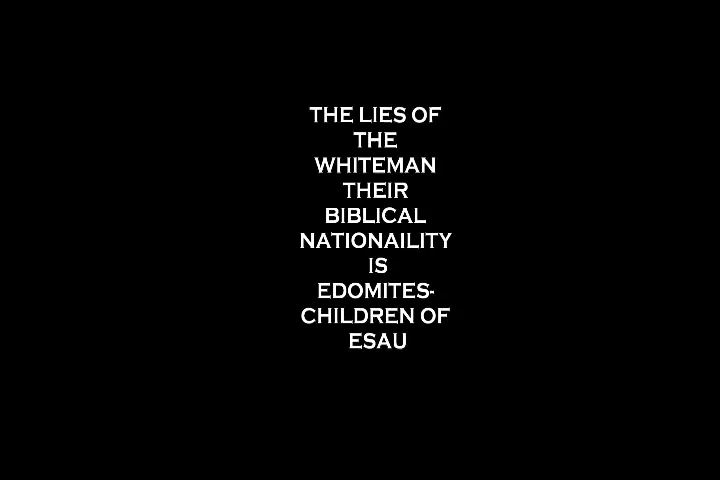 THE LIES OF
THE
WHITEMAN
THEIR
BIBLICAL
NATIONAILITY
IS
EDOMITES-
CHILDREN OF
ESAU